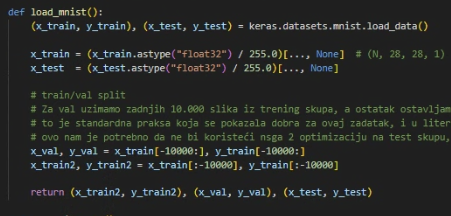 def load_mnist():
(x_train, y_train), (x_test, y_test) = keras.datasets.mnist.load_data()
x_train = (x_train.astype("float32") / 255.0)[..., None]  # (N, 28, 28, 1)
x_test  = (x_test.astype("float32") / 255.0)[..., None]
# train/val split
# Za val uzimamo zadnjih 10.000 slika iz trening skupa, a ostatak ostavljam
# to je standardna praksa koja se pokazala dobra za ovaj zadatak, i u liter
# ovo nam je potrebno da ne bi koristeći nsga 2 optimizaciju na test skupu,
x_val, y_val = x_train[-10000:], y_train[-10000:]
x_train2, y_train2 = x_train[:-10000], y_train[:-10000]
return (x_train2, y_train2), (x_val, y_val), (x_test, y_test)